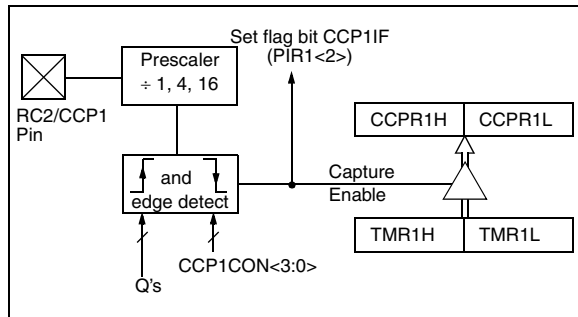 Set flag bit CCP1IF
(PIR1<2>)
Prescaler
÷ 1, 4, 16
RC2/CCP1
Pin
CCPR1H
CCPR1L
and
edge detect
Capture
Enable
TMR1H
TMR1L
CCP1CON<3:0>
Q's